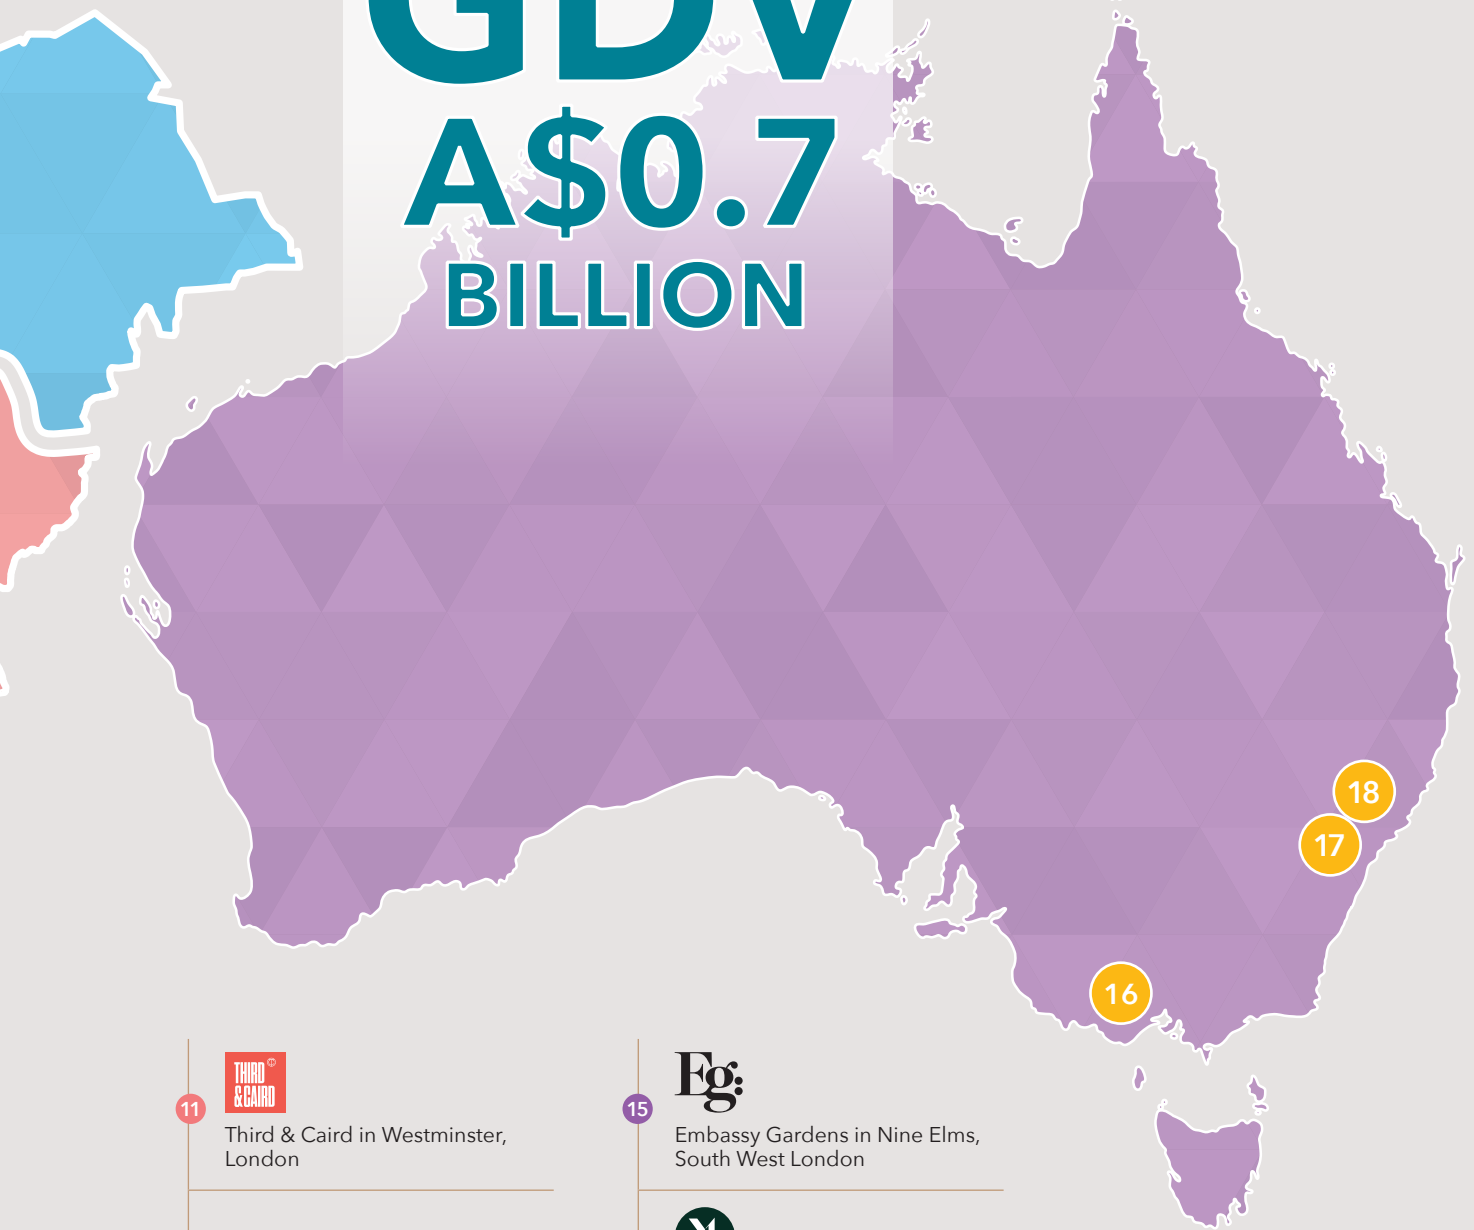 GDV
A$0.7
BILLION
18
17
16
THIRD
&CAIRD
11
Third & Caird in Westminster,
London
Eg:
15
Embassy Gardens in Nine Elms,
South West London